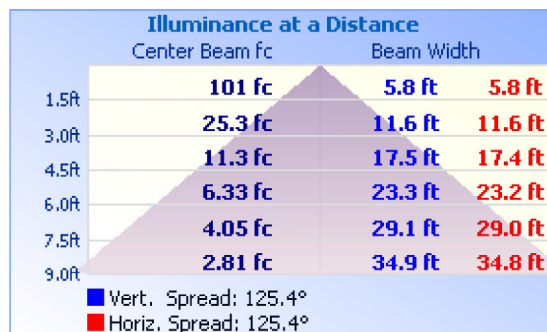 Illuminance at a Distance
Center Beam fc Beam Width
1.5ft 101 fc 5.8 ft 5.8 ft
3.0ft 25.3 fc 11.6 ft 11.6 ft
4.5ft 11.3 fc 17.5 ft 17.4 ft
6.0ft 6.33 fc 23.3 ft 23.2 ft
7.5ft 4.05 fc 29.1 ft 29.0 ft
9.0ft 2.81 fc 34.9 ft 34.8 ft
Vert. Spread: 125.4°
Horiz. Spread: 125.4°